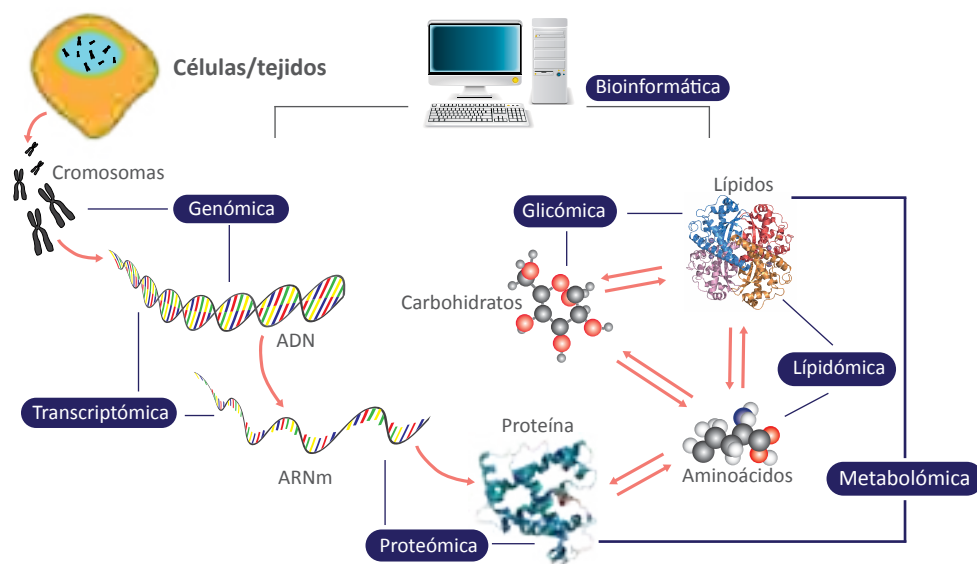 Células/tejidos
Bioinformática
Cromosomas
Genómica
Glicómica
Lípidos
Carbohidratos
ADN
Lípidómica
Transcriptómica
Proteína
ARNm
Aminoácidos
Metabolómica
Proteómica